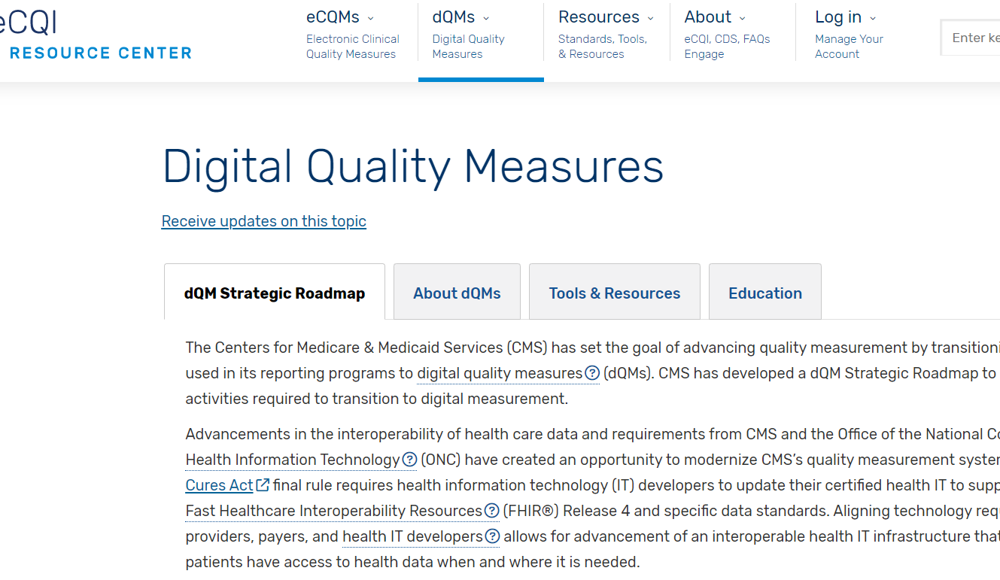 eCQI
RESOURCE CENTER
eCQMs
Electronic Clinical
Quality Measures
dQMs
Digital Quality
Measures
Resources
Standards, Tools,
& Resources
About
eCQI, CDS, FAQs
Engage
Log in
Manage Your
Account
Enter ke
Digital Quality Measures
Receive updates on this topic
dQM Strategic Roadmap
About dQMs
Tools & Resources
Education
The Centers for Medicare & Medicaid Services (CMS) has set the goal of advancing quality measurement by transitioni
used in its reporting programs to digital quality measures (dQMs). CMS has developed a dQM Strategic Roadmap to
activities required to transition to digital measurement.
Advancements in the interoperability of health care data and requirements from CMS and the Office of the National Co
Health Information Technology (ONC) have created an opportunity to modernize CMS’s quality measurement system
Cures Act final rule requires health information technology (IT) developers to update their certified health IT to supp
Fast Healthcare Interoperability Resources (FHIR®) Release 4 and specific data standards. Aligning technology requ
providers, payers, and health IT developers allows for advancement of an interoperable health IT infrastructure that
patients have access to health data when and where it is needed.